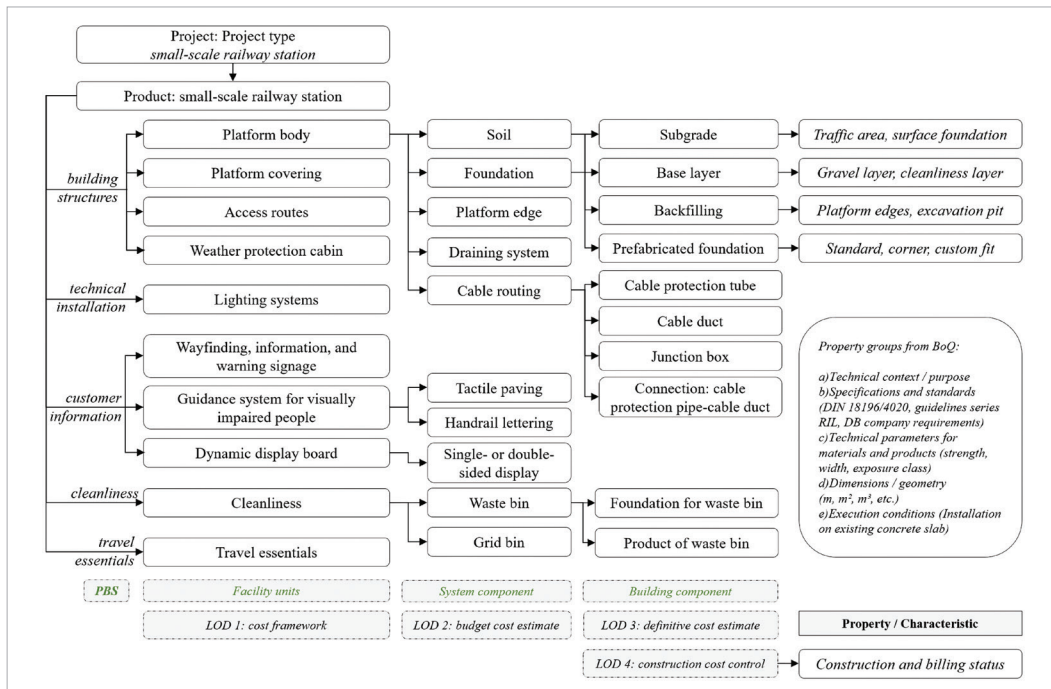 Project: Project type
small-scale railway station
Product: small-scale railway station
building
structures
Platform body
Platform covering
Access routes
Weather protection cabin
Soil
Foundation
Platform edge
Draining system
Cable routing
Subgrade
Base layer
Backfilling
Prefabricated foundation
Traffic area, surface foundation
Gravel layer, cleanliness layer
Platform edges, excavation pit
Standard, corner, custom fit
Cable protection tube
Cable duct
Junction box
Connection: cable
protection pipe-cable duct
technical
installation
Lighting systems
customer
information
Wayfinding, information, and
warning signage
Guidance system for visually
impaired people
Dynamic display board
Tactile paving
Handrail lettering
Single- or double-
sided display
cleanliness
Cleanliness
Waste bin
Grid bin
Foundation for waste bin
Product of waste bin
travel
essentials
Travel essentials
Property groups from BoQ:
a)Technical context / purpose
b)Specifications and standards
(DIN 18196/4020, guidelines series
RIL, DB company requirements)
c)Technical parameters for
materials and products (strength,
width, exposure class)
d)Dimensions / geometry
(m, m², m³, etc.)
e)Execution conditions (Installation
on existing concrete slab)
PBS
Facility units
System component
Building component
LOD 1: cost framework
LOD 2: budget cost estimate
LOD 3: definitive cost estimate
Property / Characteristic
LOD 4: construction cost control
Construction and billing status